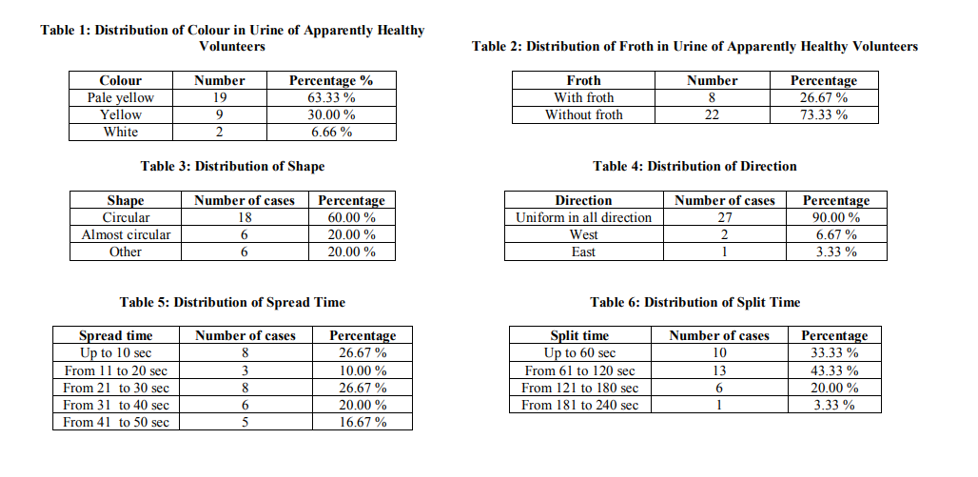 Table 1: Distribution of Colour in Urine of Apparently Healthy
Volunteers
Colour Number Percentage %
Pale yellow 19 63.33 %
Yellow 9 30.00 %
White 2 6.66 %
Table 2: Distribution of Froth in Urine of Apparently Healthy Volunteers
Froth Number Percentage
With froth 8 26.67 %
Without froth 22 73.33 %
Table 3: Distribution of Shape
Shape Number of cases Percentage
Circular 18 60.00 %
Almost circular 6 20.00 %
Other 6 20.00 %
Table 4: Distribution of Direction
Direction Number of cases Percentage
Uniform in all direction 27 90.00 %
West 2 6.67 %
East 1 3.33 %
Table 5: Distribution of Spread Time
Spread time Number of cases Percentage
Up to 10 sec 8 26.67 %
From 11 to 20 sec 3 10.00 %
From 21 to 30 sec 8 26.67 %
From 31 to 40 sec 6 20.00 %
From 41 to 50 sec 5 16.67 %
Table 6: Distribution of Split Time
Split time Number of cases Percentage
Up to 60 sec 10 33.33 %
From 61 to 120 sec 13 43.33 %
From 121 to 180 sec 6 20.00 %
From 181 to 240 sec 1 3.33 %